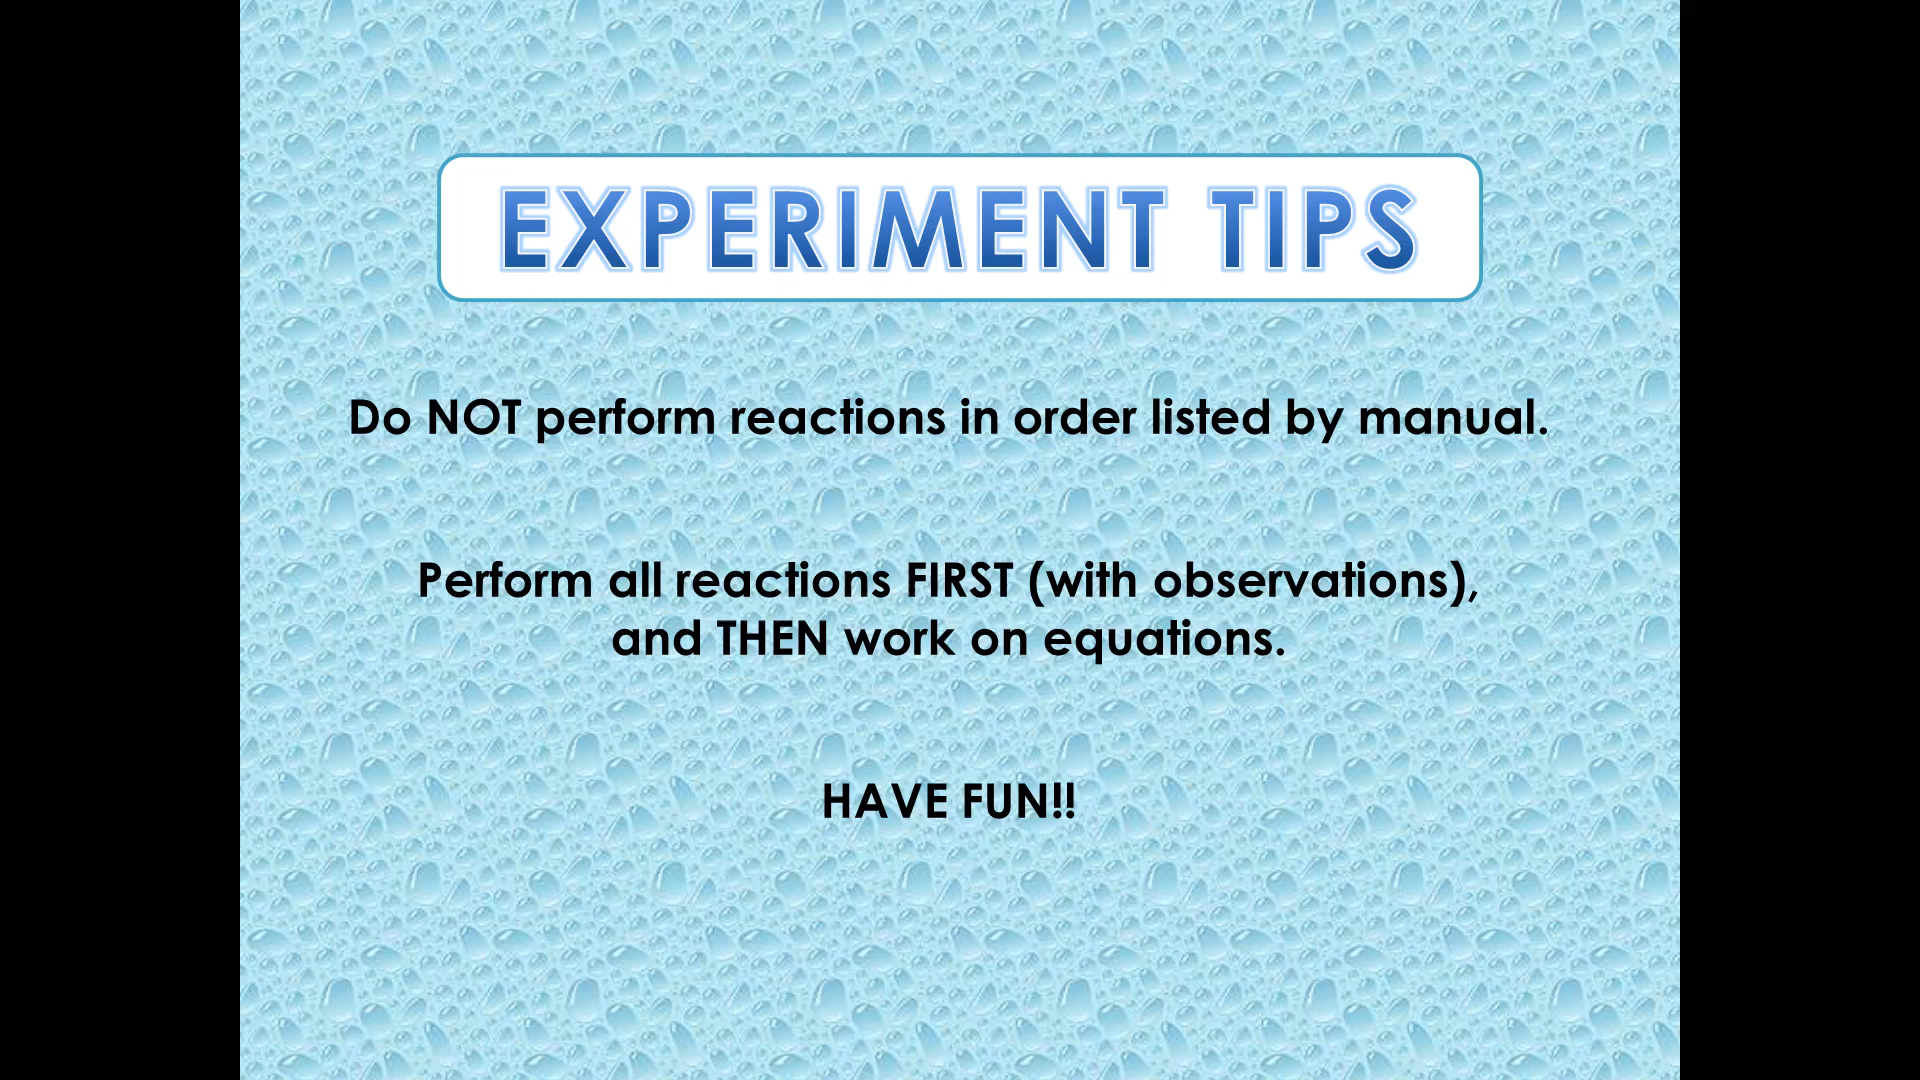 EXPERIMENT TIPS
Do NOT perform reactions in order listed by manual.
Perform all reactions FIRST (with observations),
and THEN work on equations.
HAVE FUN!!